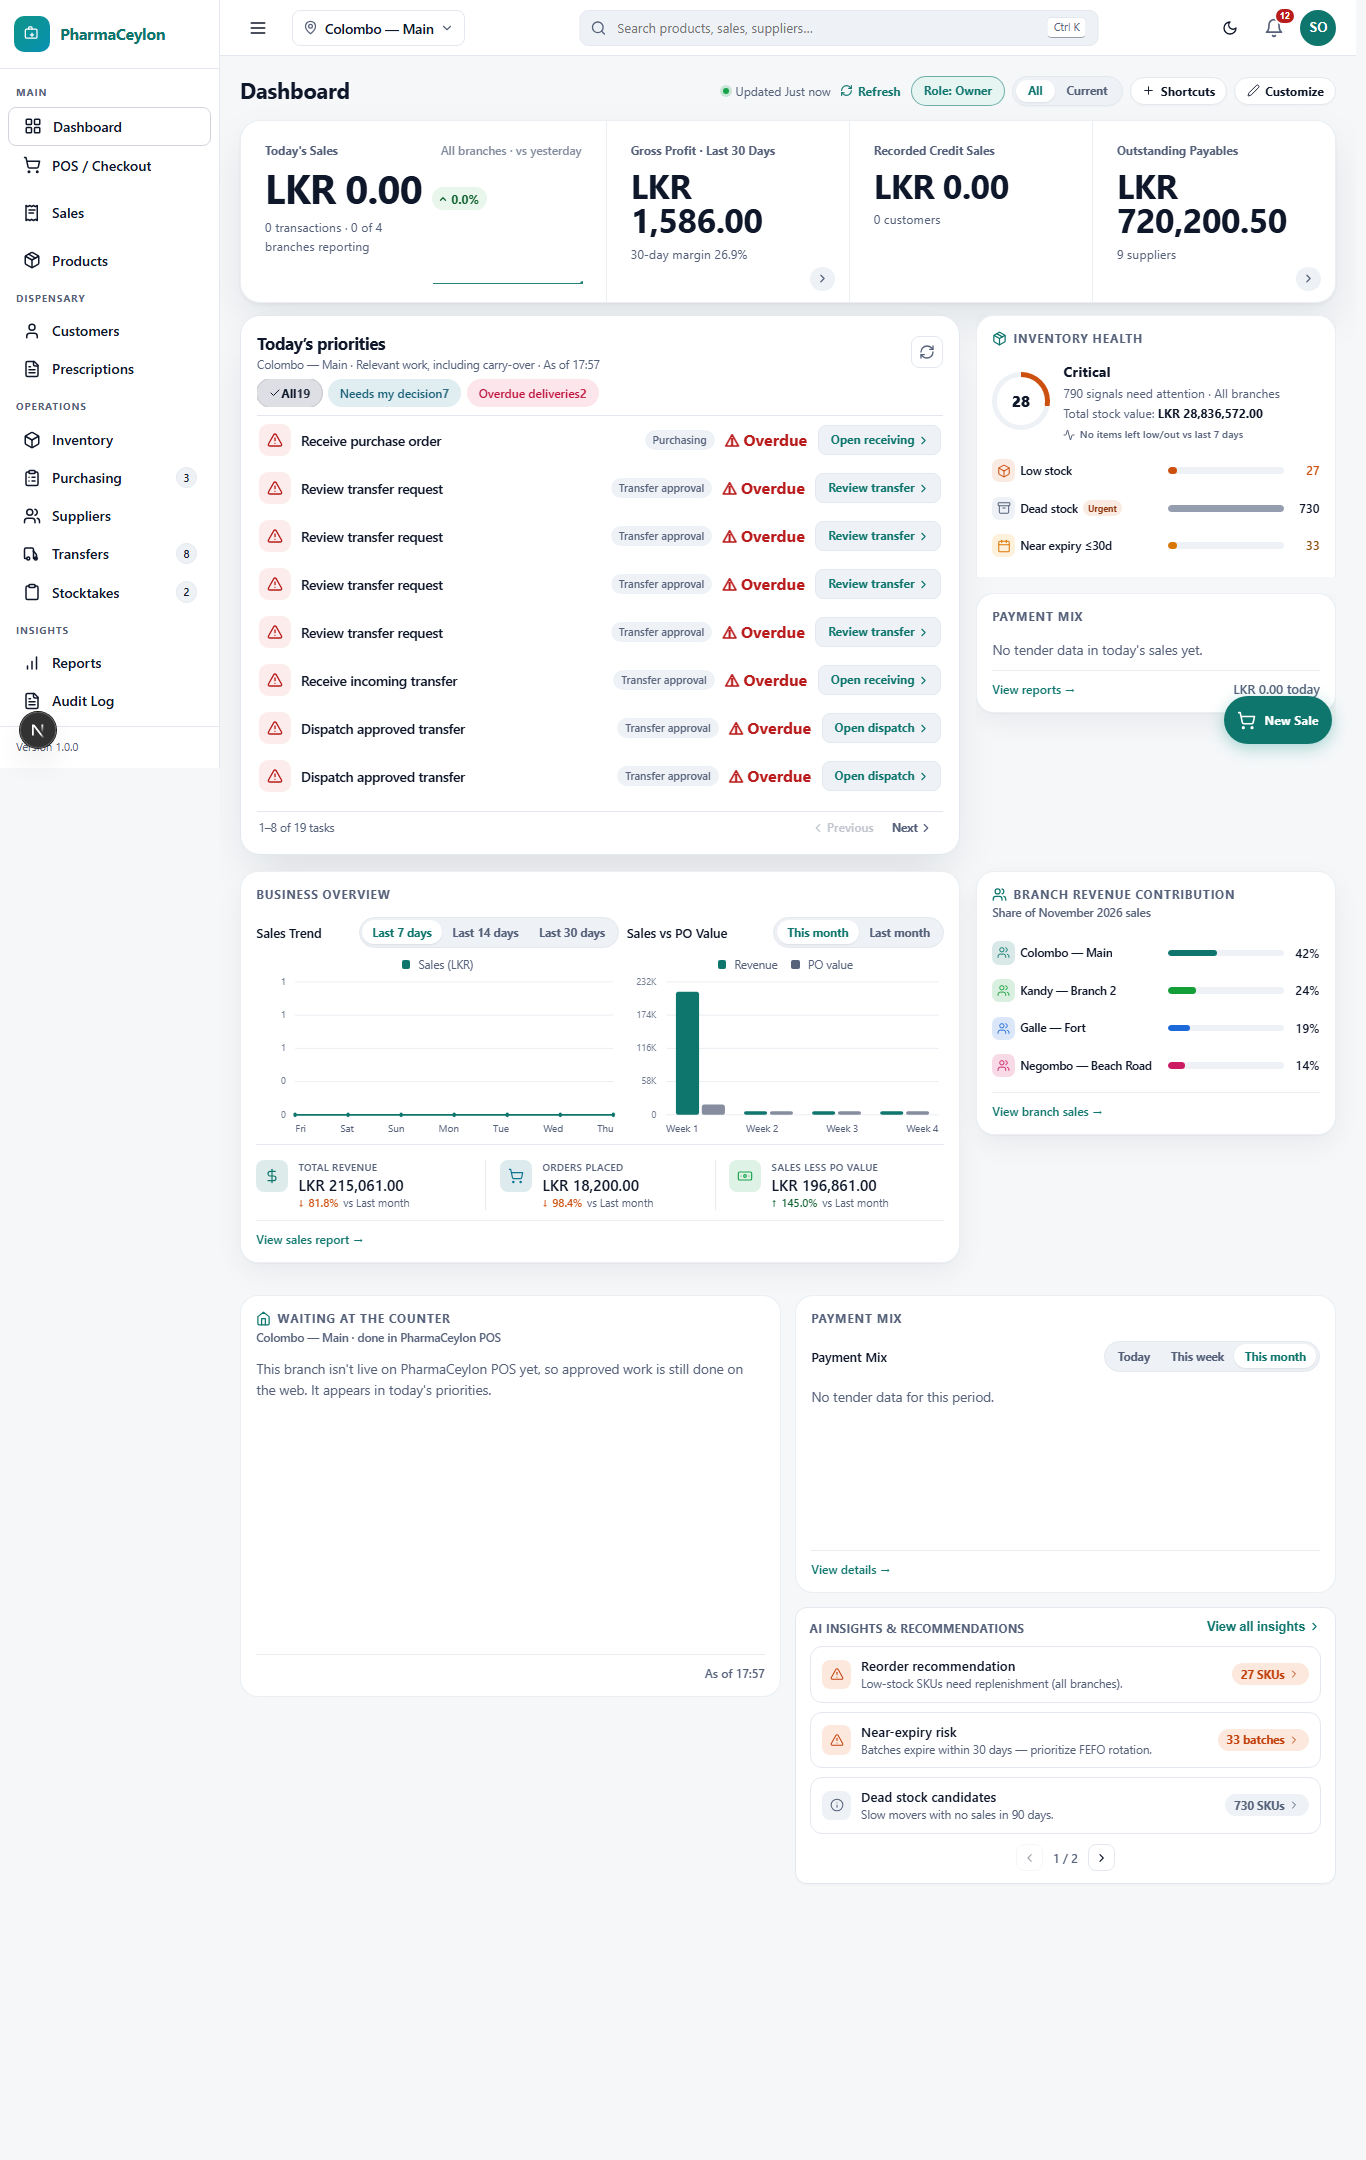 PharmaCeylon
Colombo — Main
Search products, sales, suppliers...
Ctrl K
12
SO
MAIN
Dashboard
POS / Checkout
Sales
Products
DISPENSARY
Customers
Prescriptions
OPERATIONS
Inventory
Purchasing 3
Suppliers
Transfers 8
Stocktakes 2
INSIGHTS
Reports
Audit Log
N
Version 1.0.0
Dashboard
Updated Just now
Refresh
Role: Owner
All
Current
Shortcuts
Customize
Today's Sales
All branches · vs yesterday
LKR 0.00
0.0%
0 transactions · 0 of 4
branches reporting
Gross Profit · Last 30 Days
LKR
1,586.00
30-day margin 26.9%
Recorded Credit Sales
LKR 0.00
0 customers
Outstanding Payables
LKR
720,200.50
9 suppliers
Today's priorities
Colombo — Main · Relevant work, including carry-over · As of 17:57
All19
Needs my decision7
Overdue deliveries2
Receive purchase order Purchasing Overdue Open receiving
Review transfer request Transfer approval Overdue Review transfer
Review transfer request Transfer approval Overdue Review transfer
Review transfer request Transfer approval Overdue Review transfer
Review transfer request Transfer approval Overdue Review transfer
Receive incoming transfer Transfer approval Overdue Open receiving
Dispatch approved transfer Transfer approval Overdue Open dispatch
Dispatch approved transfer Transfer approval Overdue Open dispatch
1–8 of 19 tasks
Previous
Next
INVENTORY HEALTH
28
Critical
790 signals need attention · All branches
Total stock value: LKR 28,836,572.00
No items left low/out vs last 7 days
Low stock 27
Dead stock Urgent 730
Near expiry ≤30d 33
PAYMENT MIX
No tender data in today's sales yet.
View reports →
LKR 0.00 today
New Sale
BUSINESS OVERVIEW
Sales Trend
Last 7 days
Last 14 days
Last 30 days
Sales (LKR)
1
1
1
0
0
Fri Sat Sun Mon Tue Wed Thu
Sales vs PO Value
This month
Last month
Revenue
PO value
232K
174K
116K
58K
0
Week 1 Week 2 Week 3 Week 4
TOTAL REVENUE
LKR 215,061.00
↓ 81.8% vs Last month
ORDERS PLACED
LKR 18,200.00
↓ 98.4% vs Last month
SALES LESS PO VALUE
LKR 196,861.00
↑ 145.0% vs Last month
View sales report →
BRANCH REVENUE CONTRIBUTION
Share of November 2026 sales
Colombo — Main 42%
Kandy — Branch 2 24%
Galle — Fort 19%
Negombo — Beach Road 14%
View branch sales →
WAITING AT THE COUNTER
Colombo — Main · done in PharmaCeylon POS
This branch isn't live on PharmaCeylon POS yet, so approved work is still done on
the web. It appears in today's priorities.
As of 17:57
PAYMENT MIX
Payment Mix
Today
This week
This month
No tender data for this period.
View details →
AI INSIGHTS & RECOMMENDATIONS
View all insights
Reorder recommendation
Low-stock SKUs need replenishment (all branches).
27 SKUs
Near-expiry risk
Batches expire within 30 days — prioritize FEFO rotation.
33 batches
Dead stock candidates
Slow movers with no sales in 90 days.
730 SKUs
1 / 2